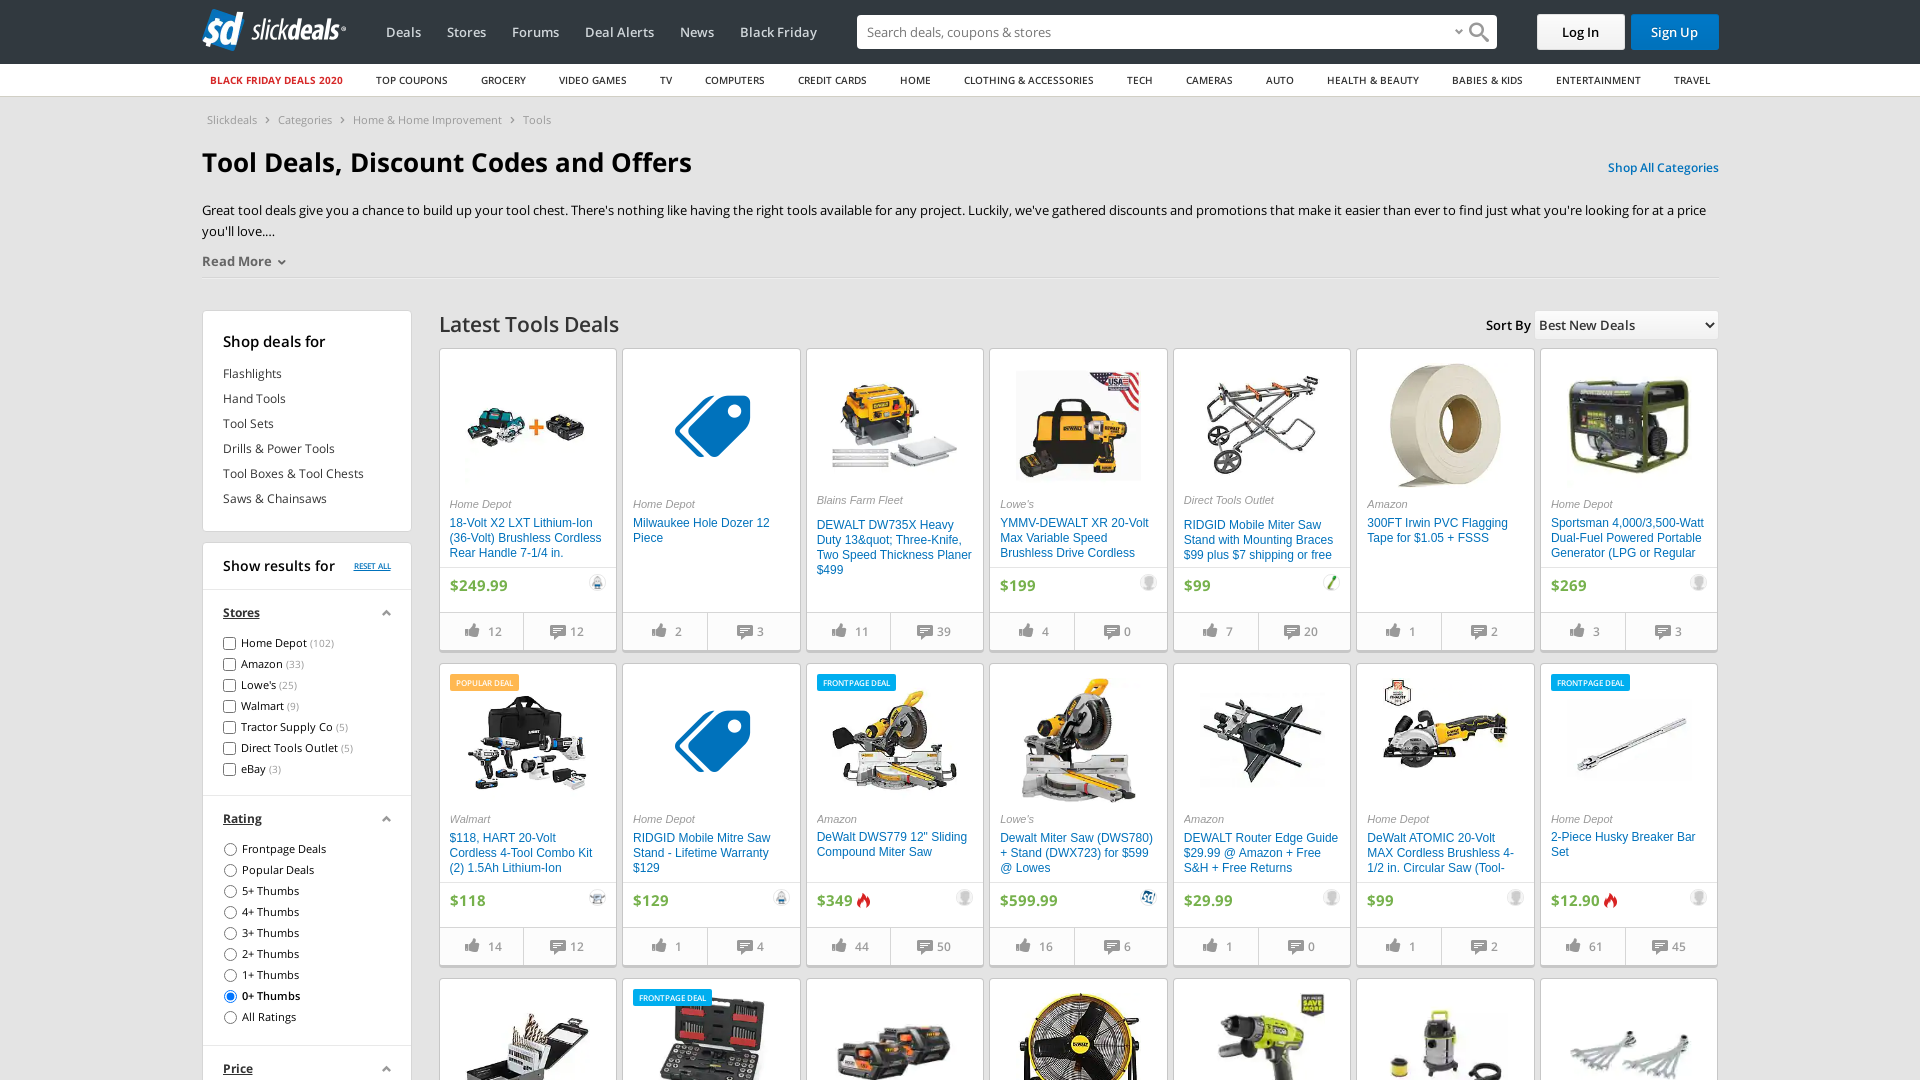 sd slickdeals
Deals
Stores
Forums
Deal Alerts
News
Black Friday
Search deals, coupons & stores
Log In
Sign Up
BLACK FRIDAY DEALS 2020
TOP COUPONS
GROCERY
VIDEO GAMES
TV
COMPUTERS
CREDIT CARDS
HOME
CLOTHING & ACCESSORIES
TECH
CAMERAS
AUTO
HEALTH & BEAUTY
BABIES & KIDS
ENTERTAINMENT
TRAVEL
Slickdeals > Categories > Home & Home Improvement > Tools
Tool Deals, Discount Codes and Offers
Shop All Categories
Great tool deals give you a chance to build up your tool chest. There's nothing like having the right tools available for any project. Luckily, we've gathered discounts and promotions that make it easier than ever to find just what you're looking for at a price
you'll love....
Read More
Shop deals for
Flashlights
Hand Tools
Tool Sets
Drills & Power Tools
Tool Boxes & Tool Chests
Saws & Chainsaws
Show results for
RESET ALL
Stores
Home Depot (102)
Amazon (33)
Lowe's (25)
Walmart (9)
Tractor Supply Co (5)
Direct Tools Outlet (5)
eBay (3)
Rating
Frontpage Deals
Popular Deals
5+ Thumbs
4+ Thumbs
3+ Thumbs
2+ Thumbs
1+ Thumbs
0+ Thumbs
All Ratings
Price
Latest Tools Deals
Sort By
Best New Deals
Home Depot
18-Volt X2 LXT Lithium-Ion
(36-Volt) Brushless Cordless
Rear Handle 7-1/4 in.
$249.99
12
12
Home Depot
Milwaukee Hole Dozer 12
Piece
2
3
Blains Farm Fleet
DEWALT DW735X Heavy
Duty 13&quot; Three-Knife,
Two Speed Thickness Planer
$499
11
39
USA
Lowe's
YMMV-DEWALT XR 20-Volt
Max Variable Speed
Brushless Drive Cordless
$199
4
0
Direct Tools Outlet
RIDGID Mobile Miter Saw
Stand with Mounting Braces
$99 plus $7 shipping or free
$99
7
20
Amazon
300FT Irwin PVC Flagging
Tape for $1.05 + FSSS
1
2
Home Depot
Sportsman 4,000/3,500-Watt
Dual-Fuel Powered Portable
Generator (LPG or Regular
$269
3
3
POPULAR DEAL
Walmart
$118, HART 20-Volt
Cordless 4-Tool Combo Kit
(2) 1.5Ah Lithium-Ion
$118
14
12
Home Depot
RIDGID Mobile Mitre Saw
Stand - Lifetime Warranty
$129
$129
1
4
FRONTPAGE DEAL
Amazon
DeWalt DWS779 12" Sliding
Compound Miter Saw
$349
44
50
Lowe's
Dewalt Miter Saw (DWS780)
+ Stand (DWX723) for $599
@ Lowes
$599.99
16
6
Amazon
DEWALT Router Edge Guide
$29.99 @ Amazon + Free
S&H + Free Returns
$29.99
1
0
Home Depot
DeWalt ATOMIC 20-Volt
MAX Cordless Brushless 4-
1/2 in. Circular Saw (Tool-
$99
1
2
FRONTPAGE DEAL
Home Depot
2-Piece Husky Breaker Bar
Set
$12.90
61
45
FRONTPAGE DEAL
SAVE
MORE